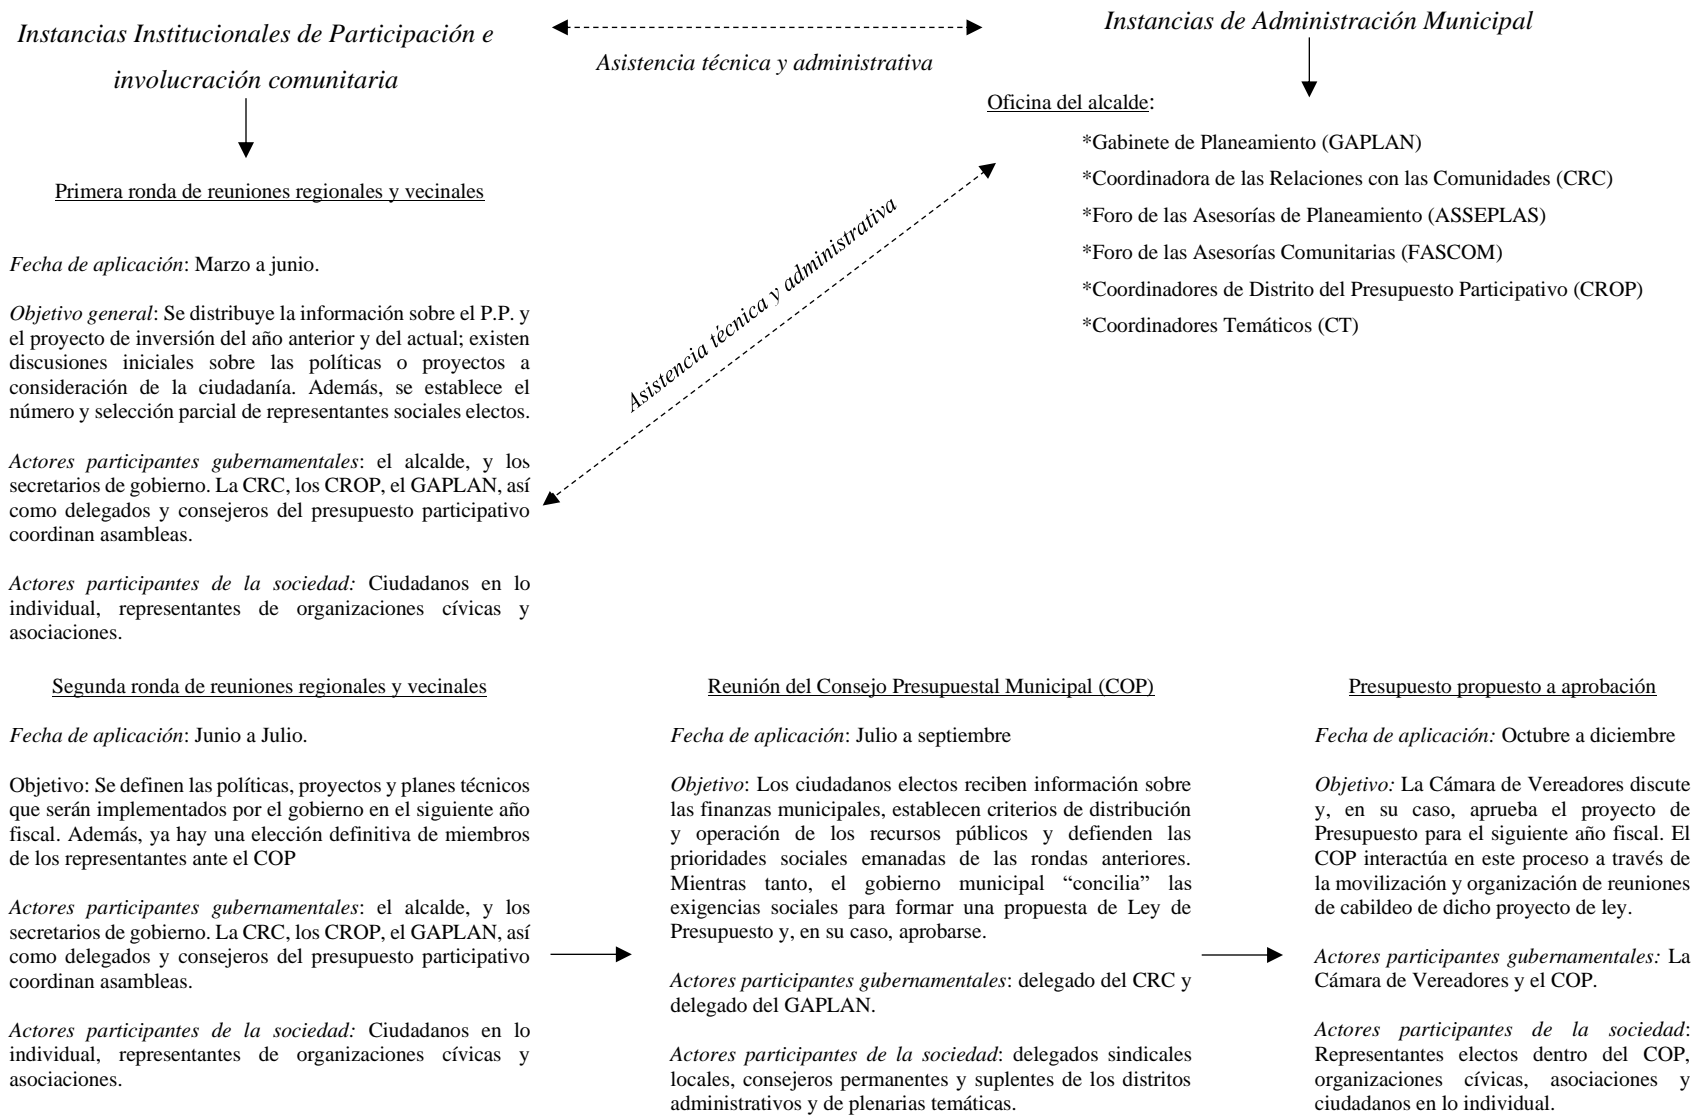 Instancias Institucionales de Participación e
involucración comunitaria
Asistencia técnica y administrativa
Instancias de Administración Municipal
Oficina del alcalde:
*Gabinete de Planeamiento (GAPLAN)
*Coordinadora de las Relaciones con las Comunidades (CRC)
*Foro de las Asesorías de Planeamiento (ASSEPLAS)
*Foro de las Asesorías Comunitarias (FASCOM)
*Coordinadores de Distrito del Presupuesto Participativo (CROP)
*Coordinadores Temáticos (CT)
Asistencia técnica y administrativa
Primera ronda de reuniones regionales y vecinales
Fecha de aplicación: Marzo a junio.
Objetivo general: Se distribuye la información sobre el P.P. y
el proyecto de inversión del año anterior y del actual; existen
discusiones iniciales sobre las políticas o proyectos a
consideración de la ciudadanía. Además, se establece el
número y selección parcial de representantes sociales electos.
Actores participantes gubernamentales: el alcalde, y los
secretarios de gobierno. La CRC, los CROP, el GAPLAN, así
como delegados y consejeros del presupuesto participativo
coordinan asambleas.
Actores participantes de la sociedad: Ciudadanos en lo
individual, representantes de organizaciones cívicas y
asociaciones.
Segunda ronda de reuniones regionales y vecinales
Fecha de aplicación: Junio a Julio.
Objetivo: Se definen las políticas, proyectos y planes técnicos
que serán implementados por el gobierno en el siguiente año
fiscal. Además, ya hay una elección definitiva de miembros
de los representantes ante el COP
Actores participantes gubernamentales: el alcalde, y los
secretarios de gobierno. La CRC, los CROP, el GAPLAN, así
como delegados y consejeros del presupuesto participativo
coordinan asambleas.
Actores participantes de la sociedad: Ciudadanos en lo
individual, representantes de organizaciones cívicas y
asociaciones.
Reunión del Consejo Presupuestal Municipal (COP)
Fecha de aplicación: Julio a septiembre
Objetivo: Los ciudadanos electos reciben información sobre
las finanzas municipales, establecen criterios de distribución
y operación de los recursos públicos y defienden las
prioridades sociales emanadas de las rondas anteriores.
Mientras tanto, el gobierno municipal “concilia” las
exigencias sociales para formar una propuesta de Ley de
Presupuesto y, en su caso, aprobarse.
Actores participantes gubernamentales: delegado del CRC y
delegado del GAPLAN.
Actores participantes de la sociedad: delegados sindicales
locales, consejeros permanentes y suplentes de los distritos
administrativos y de plenarias temáticas.
Presupuesto propuesto a aprobación
Fecha de aplicación: Octubre a diciembre
Objetivo: La Cámara de Vereadores discute
y, en su caso, aprueba el proyecto de
Presupuesto para el siguiente año fiscal. El
COP interactúa en este proceso a través de
la movilización y organización de reuniones
de cabildeo de dicho proyecto de ley.
Actores participantes gubernamentales: La
Cámara de Vereadores y el COP.
Actores participantes de la sociedad:
Representantes electos dentro del COP,
organizaciones cívicas, asociaciones y
ciudadanos en lo individual.